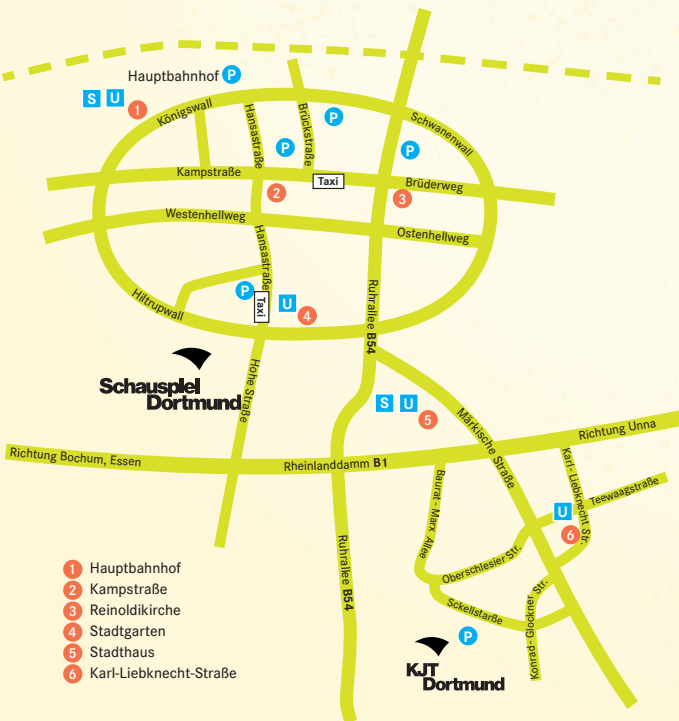 Hauptbahnhof P
S U 1
Königswall
Hansastraße
Brückstraße
P
P
P
Schwanenwall
Kampstraße
Taxi
Brüderweg
2
3
Westenhellweg
Ostenhellweg
Hansastraße
P
Taxi
U
4
Hiltrupwall
Ruhrallee B54
Schauspiel
Dortmund
Hohe Straße
S U
5
Märkische Straße
Richtung Unna
Richtung Bochum, Essen
Rheinlanddamm B1
Karl-Liebknecht Str.
Teewaagstraße
Baurat-Marx Allee
U
6
Oberschlesier Str.
Ruhrallee B54
Sckellstarße
Konrad-Glockner Str.
P
KJT
Dortmund
1 Hauptbahnhof
2 Kampstraße
3 Reinoldikirche
4 Stadtgarten
5 Stadthaus
6 Karl-Liebknecht-Straße